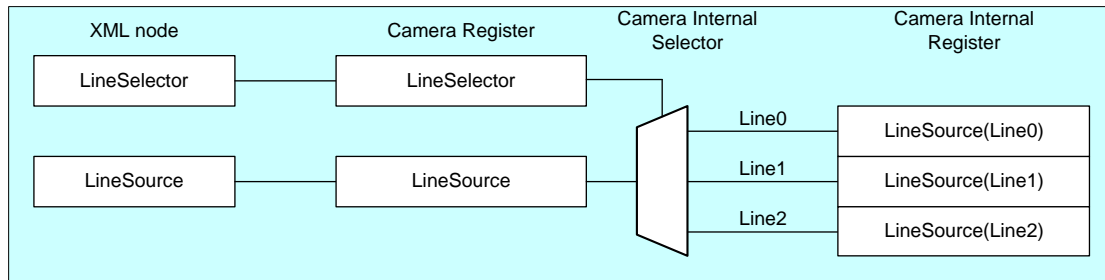 XML node
Camera Register
Camera Internal
Selector
Camera Internal
Register
LineSelector
LineSelector
Line0
LineSource(Line0)
LineSource
LineSource
Line1
LineSource(Line1)
Line2
LineSource(Line2)